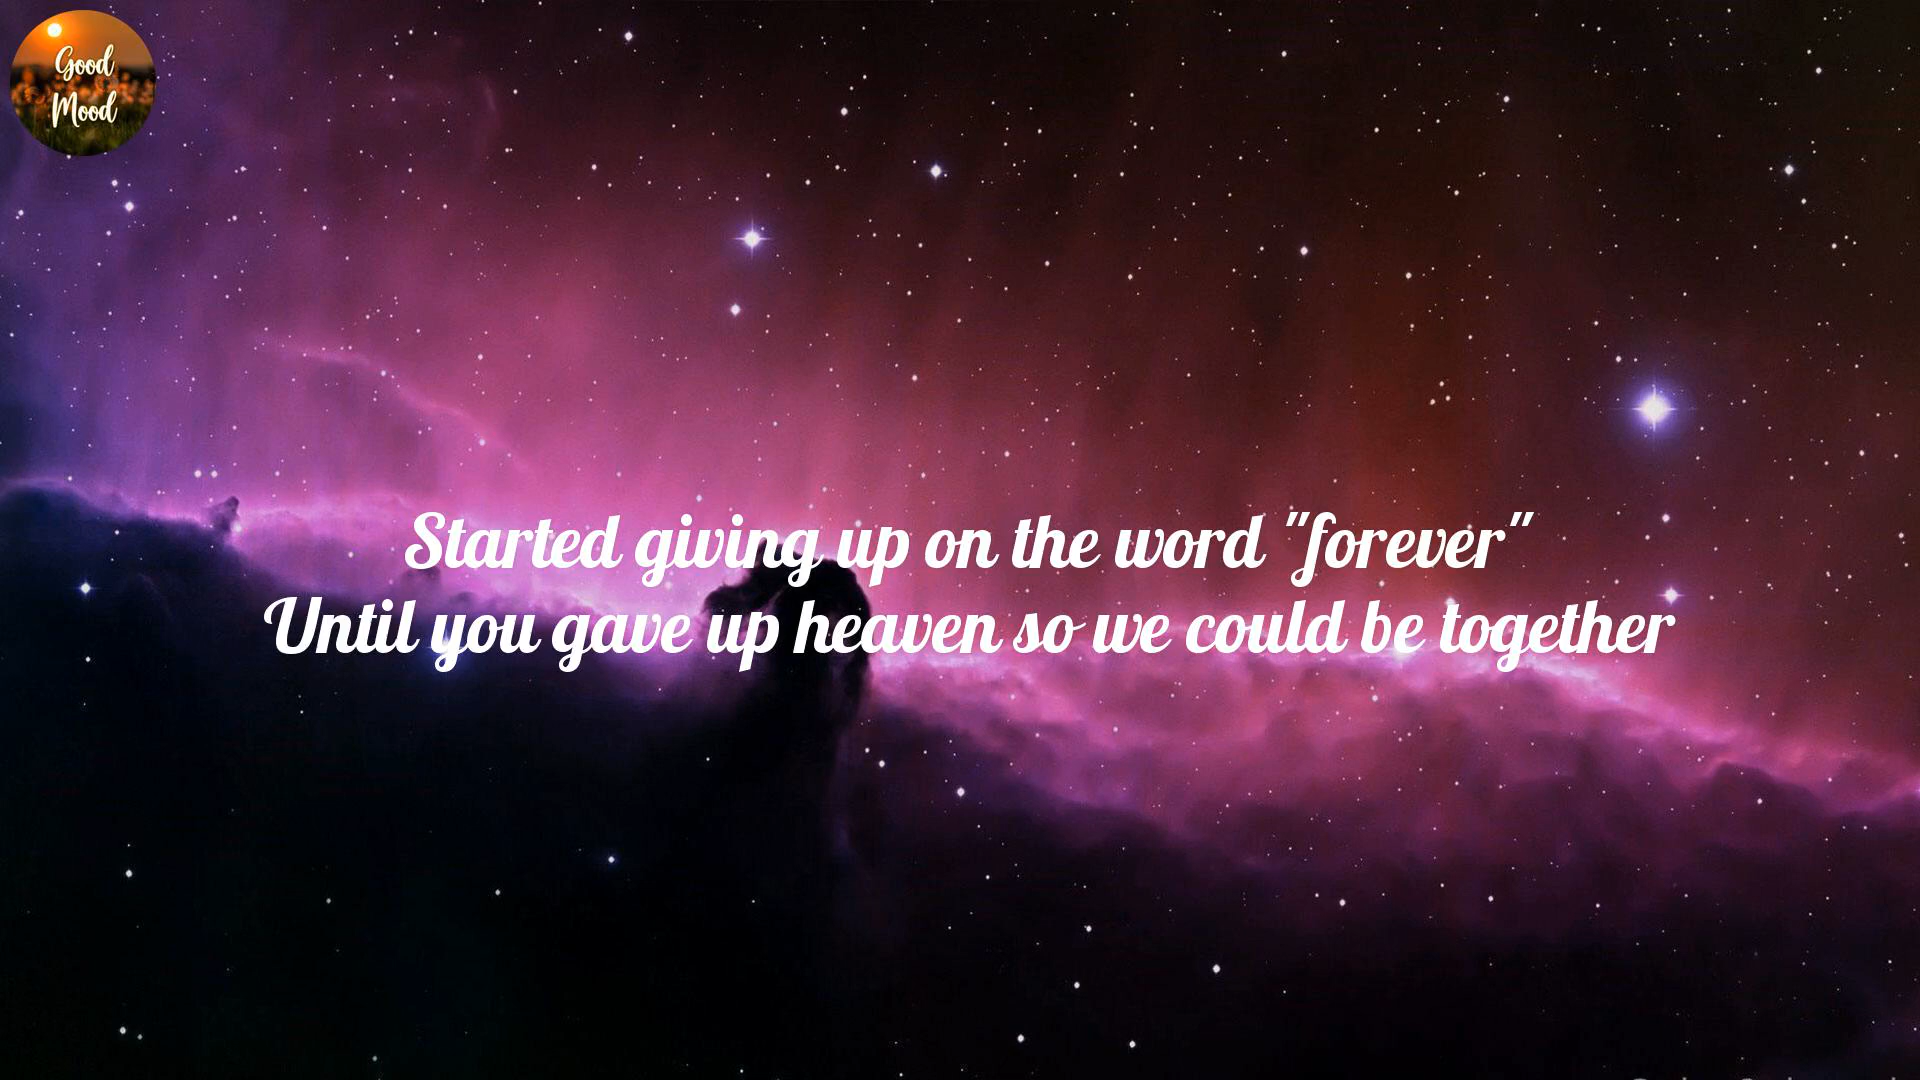 Good
Mood
Started giving up on the word "forever"
Until you gave up heaven so we could be together